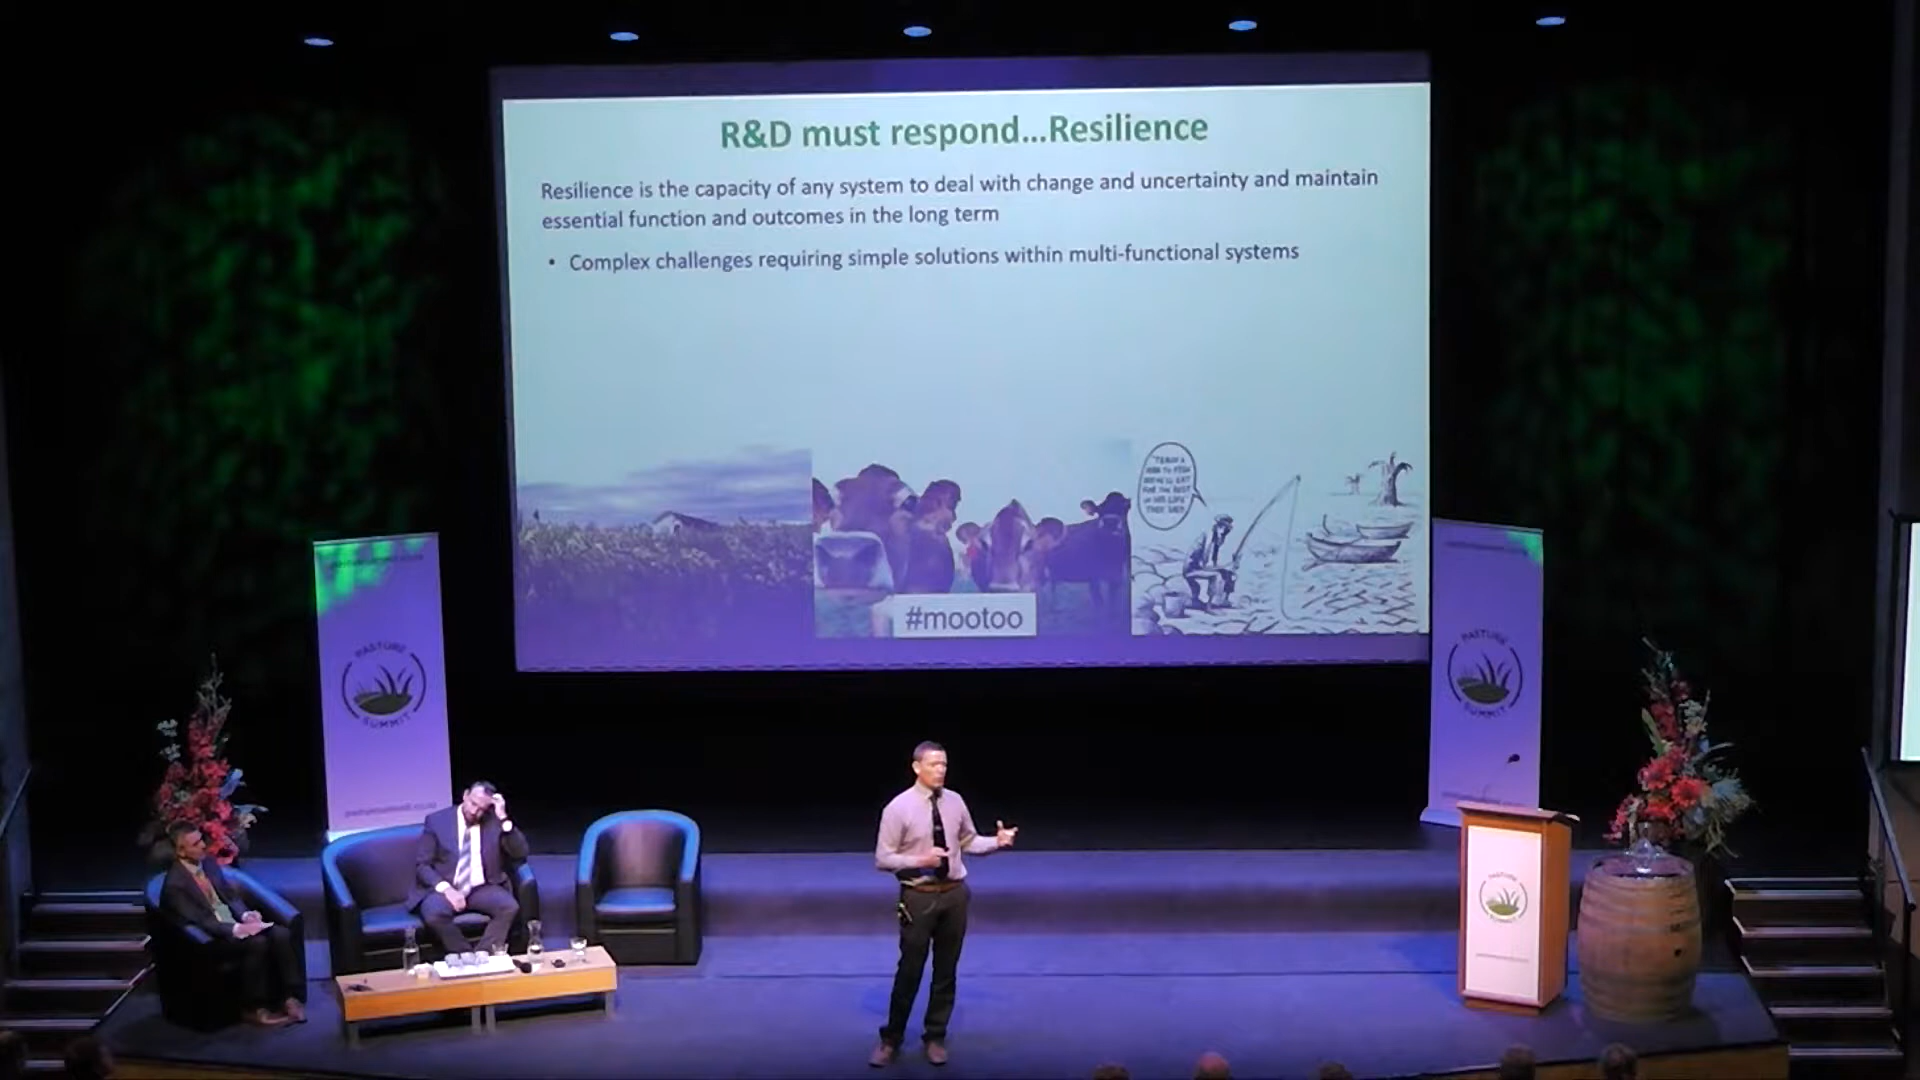 R&D must respond...Resilience
Resilience is the capacity of any system to deal with change and uncertainty and maintain
essential function and outcomes in the long term
• Complex challenges requiring simple solutions within multi-functional systems
#mootoo
PASTURE
SUMMIT
PASTURE
SUMMIT
PASTURE
SUMMIT